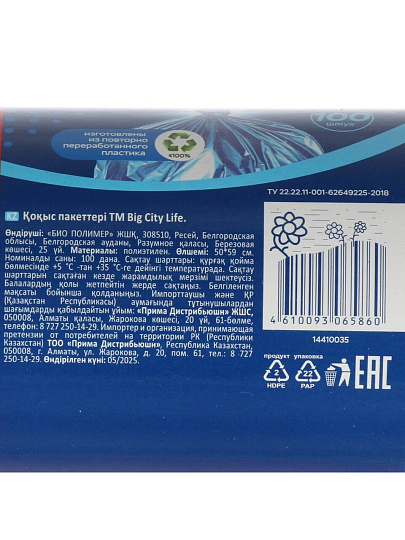 100
штук
изготовлены
из повторно
переработанного
пластика
<100%
ТУ 22.22.11-001-62649225-2018
KZ Қоқыс пакеттері TM Big City Life.
Өндіруші: «БИО ПОЛИМЕР» ЖШҚ, 308510, Ресей, Белгородская
облысы, Белгородская ауданы, Разумное қаласы, Березовая
көшесі, 25 үй. Материалы: полиэтилен. Өлшемі: 50*59 см.
Номиналды саны: 100 дана. Сақтау шарттары: құрғақ қойма
бөлмесінде +5 °C -тан +35 °C-ге дейінгі температурада. Сақтау
шарттарын сақтаған кезде жарамдылық мерзімі шектеусіз.
Балалардың қолы жетпейтін жерде сақтаңыз. Белгіленген
мақсаты бойынша қолданыңыз. Импорттаушы және ҚР
(Қазақстан Республикасы) аумағында тұтынушылардан
шағымдарды қабылдайтын ұйым: «Прима Дистрибьюшн» ЖШС,
050008, Алматы қаласы, Жарокова көшесі, 20 үй, 61-бөлме,
телефон: 8 727 250-14-29. Импортер и организация, принимающая
претензии от потребителей на территории РК (Республики
Казахстан) ТОО «Прима Дистрибьюшн», Республика Казахстан,
050008, г. Алматы, ул. Жарокова, д. 20, пом. 61, тел.: 8 727
250-14-29. Өндірілген күні: 05/2025.
4 610093 065860
14410035
продукт упаковка
2 22
HDPE PAP
EAC